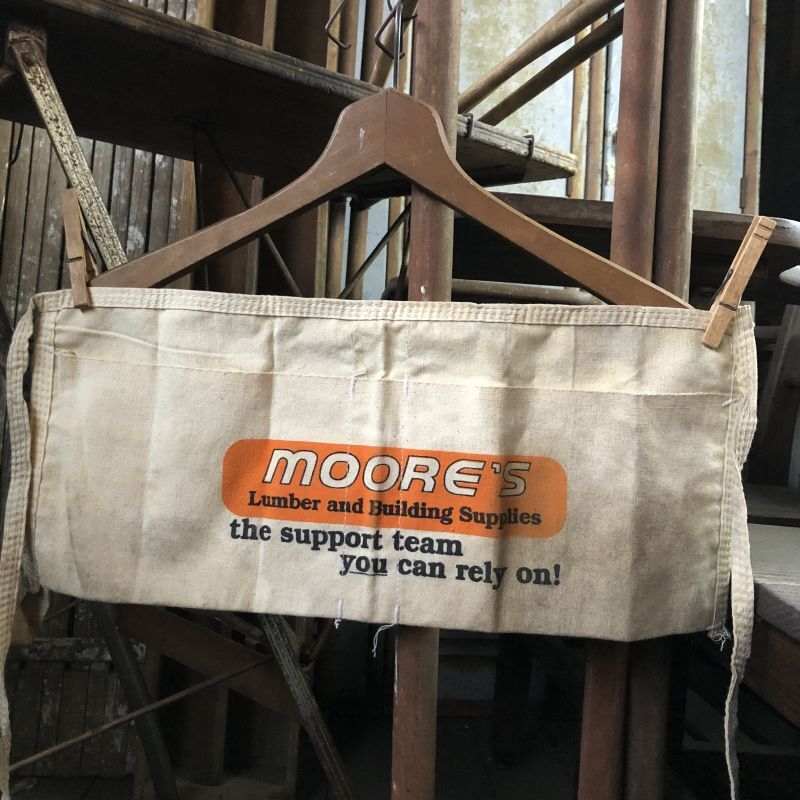 MOORE'S
Lumber and Building Supplies
the support team
you can rely on!